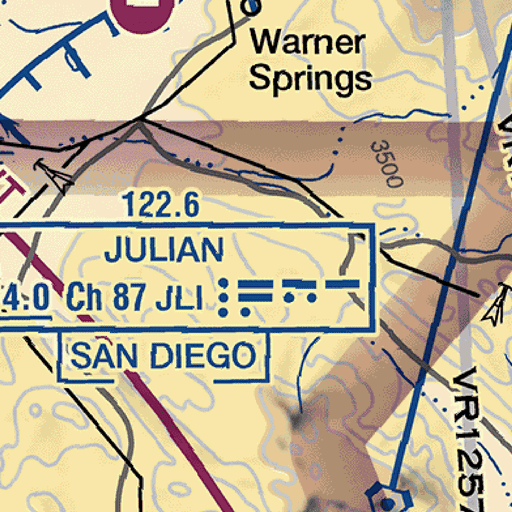 Warner
Springs
3500
122.6
JULIAN
4.0 Ch 87 JLI
SAN DIEGO
VR1257